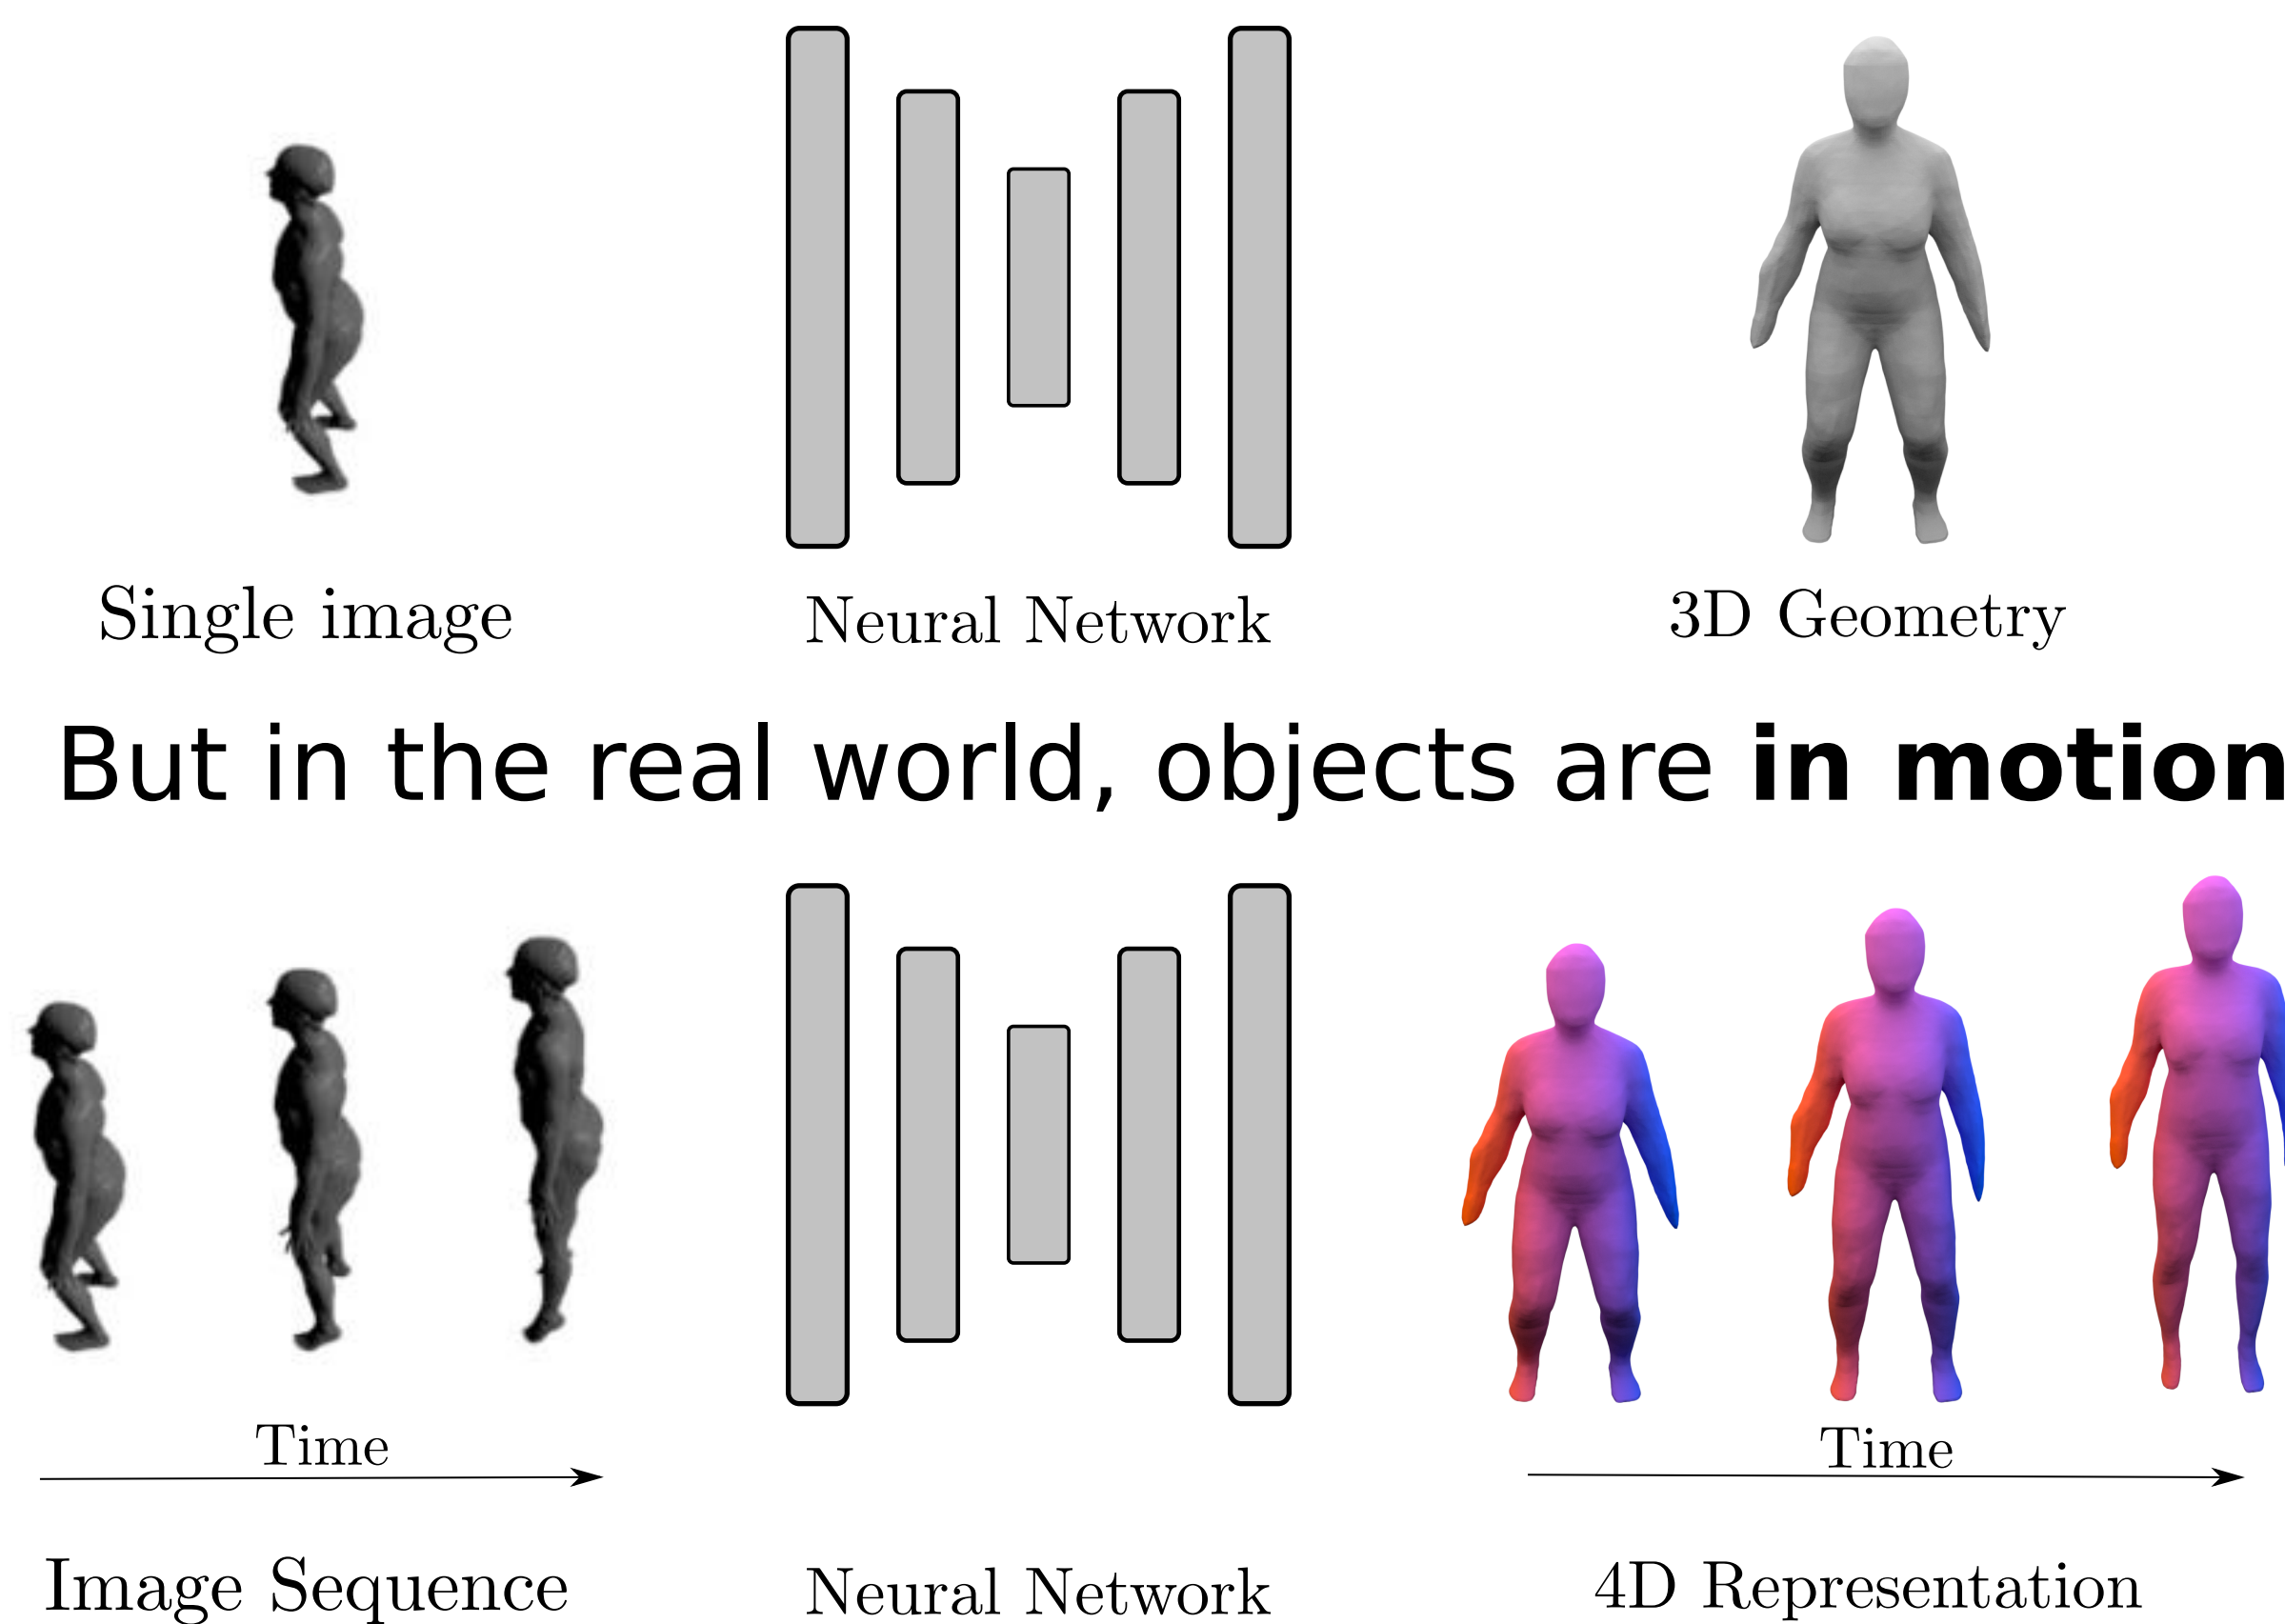 Single image
Neural Network
3D Geometry
But in the real world, objects are in motion
Time
Time
Image Sequence
Neural Network
4D Representation